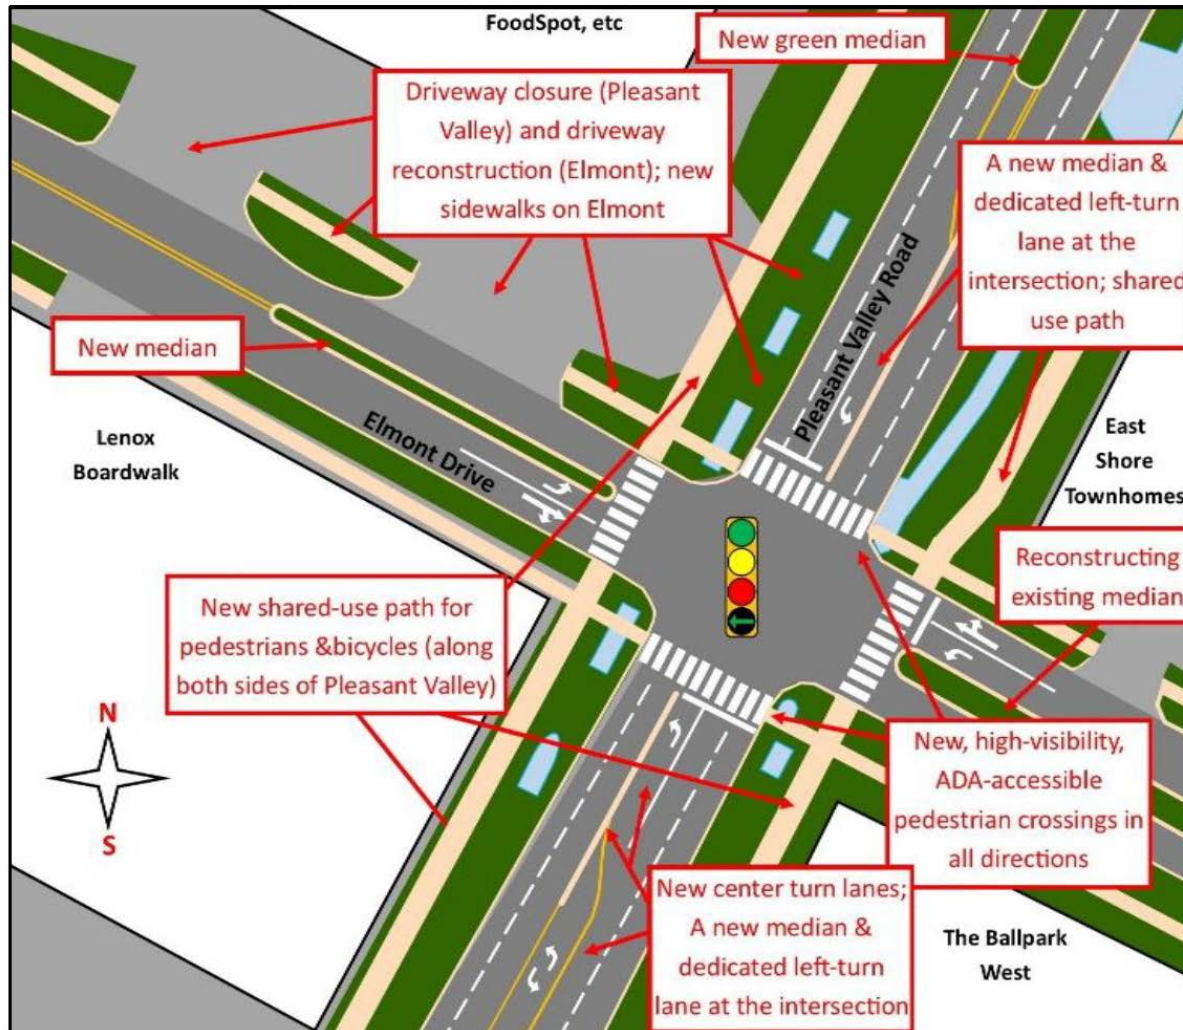 FoodSpot, etc
New green median
Driveway closure (Pleasant
Valley) and driveway
reconstruction (Elmont); new
sidewalks on Elmont
A new median &
dedicated left-turn
lane at the
intersection; shared
use path
Pleasant Valley Road
New median
Elmont Drive
Lenox
Boardwalk
East
Shore
Townhomes
Reconstructing
existing median
New shared-use path for
pedestrians &bicycles (along
both sides of Pleasant Valley)
N
S
New, high-visibility,
ADA-accessible
pedestrian crossings in
all directions
New center turn lanes;
A new median &
dedicated left-turn
lane at the intersection
The Ballpark
West